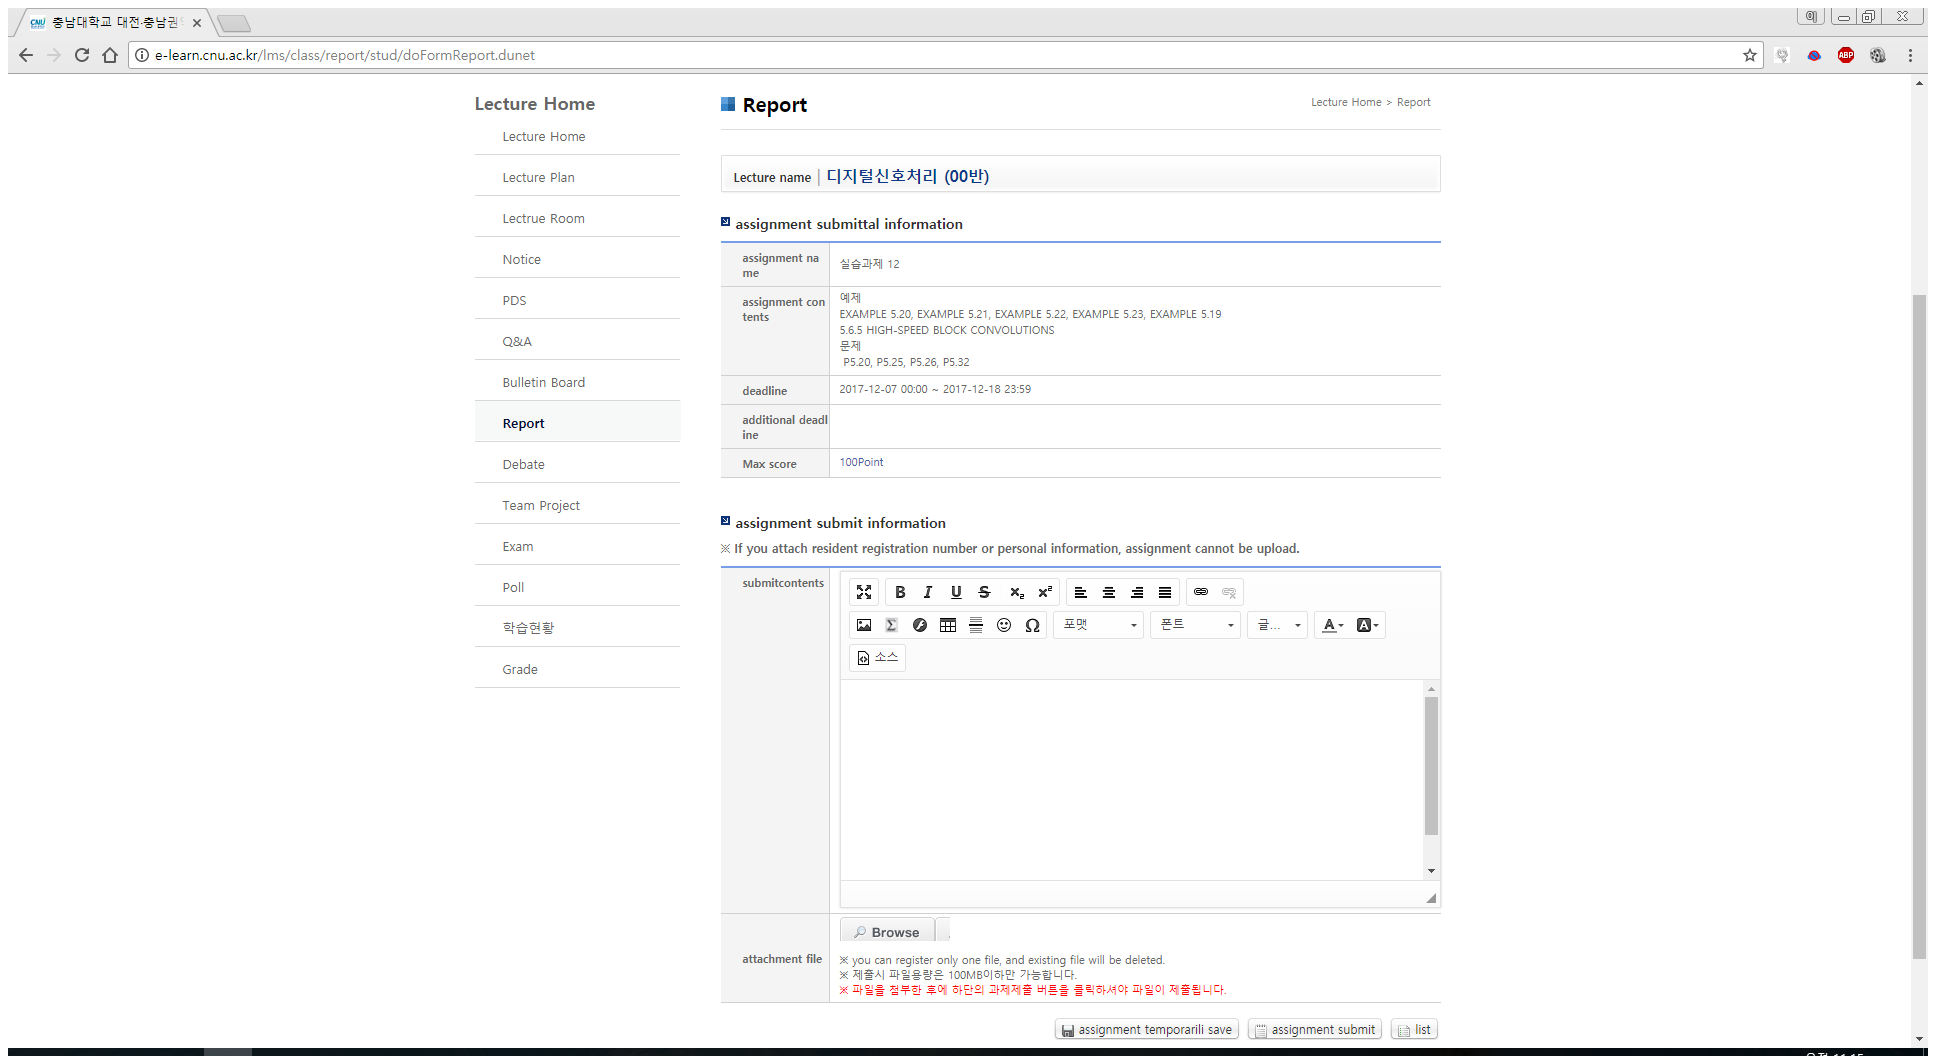 충남대학교 대전·충남권
e-learn.cnu.ac.kr/lms/class/report/stud/doFormReport.dunet
ABP
Lecture Home
Lecture Home
Lecture Plan
Lectrue Room
Notice
PDS
Q&A
Bulletin Board
Report
Debate
Team Project
Exam
Poll
학습현황
Grade
Report
Lecture Home > Report
Lecture name | 디지털신호처리 (00반)
assignment submittal information
assignment na
me
실습과제 12
assignment con
tents
예제
EXAMPLE 5.20, EXAMPLE 5.21, EXAMPLE 5.22, EXAMPLE 5.23, EXAMPLE 5.19
5.6.5 HIGH-SPEED BLOCK CONVOLUTIONS
문제
P5.20, P5.25, P5.26, P5.32
deadline
2017-12-07 00:00 ~ 2017-12-18 23:59
additional deadl
ine
Max score
100Point
assignment submit information
※ If you attach resident registration number or personal information, assignment cannot be upload.
submitcontents
포맷
폰트
글...
소스
attachment file
Browse
※ you can register only one file, and existing file will be deleted.
※ 제출시 파일용량은 100MB이하만 가능합니다.
※ 파일을 첨부한 후에 하단의 과제제출 버튼을 클릭하셔야 파일이 제출됩니다.
assignment temporarili save
assignment submit
list